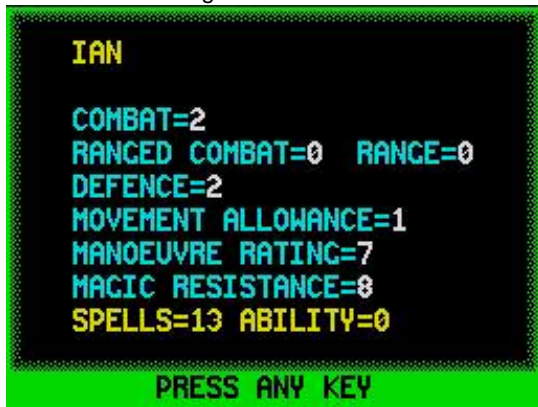 IAN
COMBAT=2
RANGED COMBAT=0 RANGE=0
DEFENCE=2
MOVEMENT ALLOWANCE=1
MANOEUVRE RATING=7
MAGIC RESISTANCE=8
SPELLS=13 ABILITY=0
PRESS ANY KEY